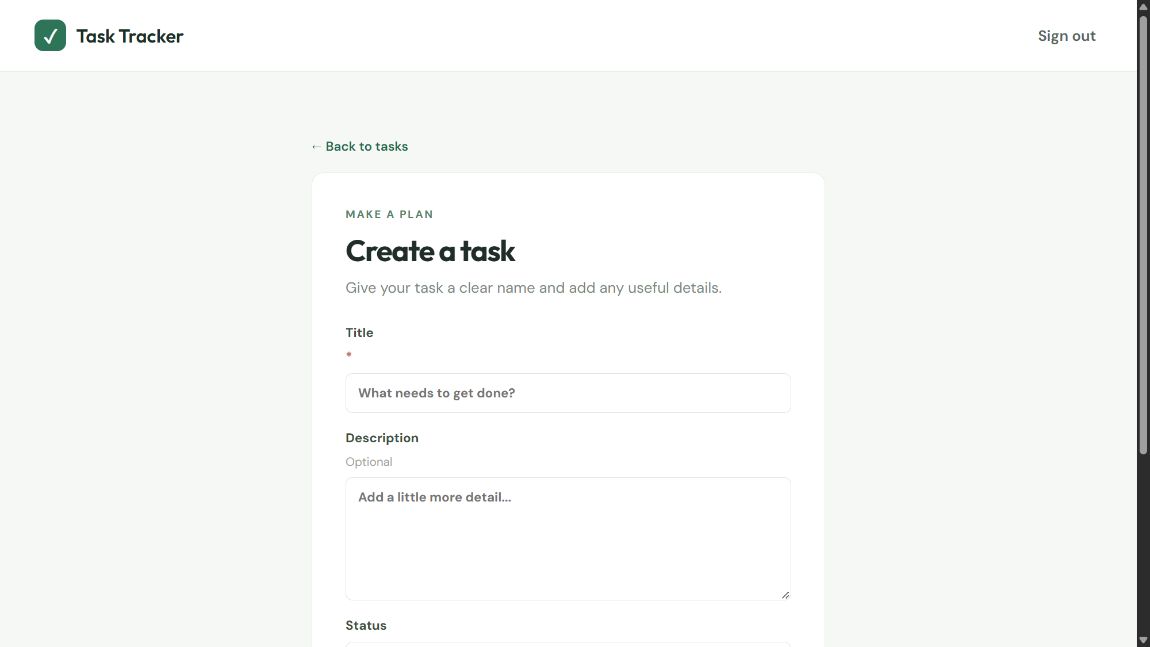 ✓ Task Tracker
Sign out
← Back to tasks
MAKE A PLAN
Create a task
Give your task a clear name and add any useful details.
Title
*
What needs to get done?
Description
Optional
Add a little more detail...
Status